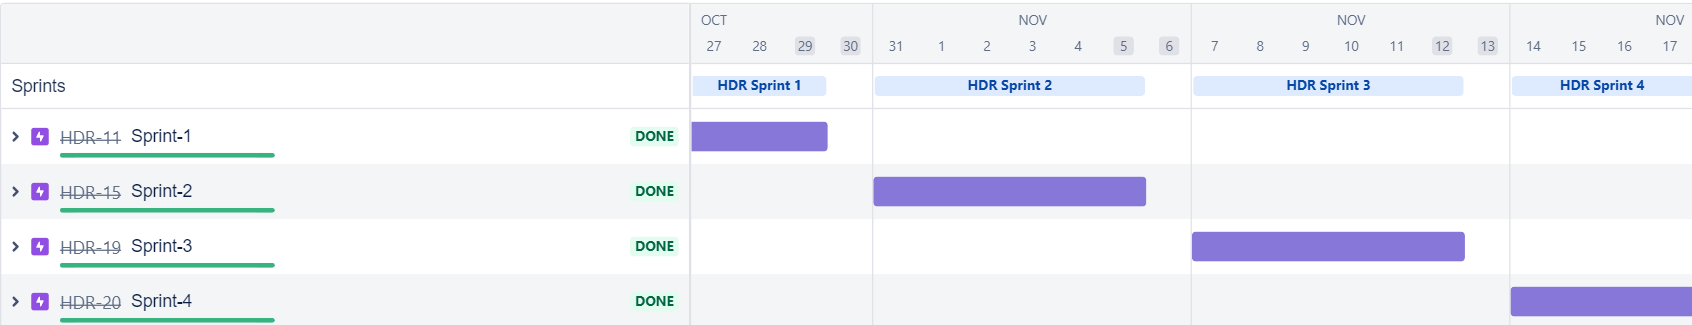 OCT NOV NOV NOV
27 28 29 30 31 1 2 3 4 5 6 7 8 9 10 11 12 13 14 15 16 17
Sprints HDR Sprint 1 HDR Sprint 2 HDR Sprint 3 HDR Sprint 4
HDR-11 Sprint-1 DONE
HDR-15 Sprint-2 DONE
HDR-19 Sprint-3 DONE
HDR-20 Sprint-4 DONE